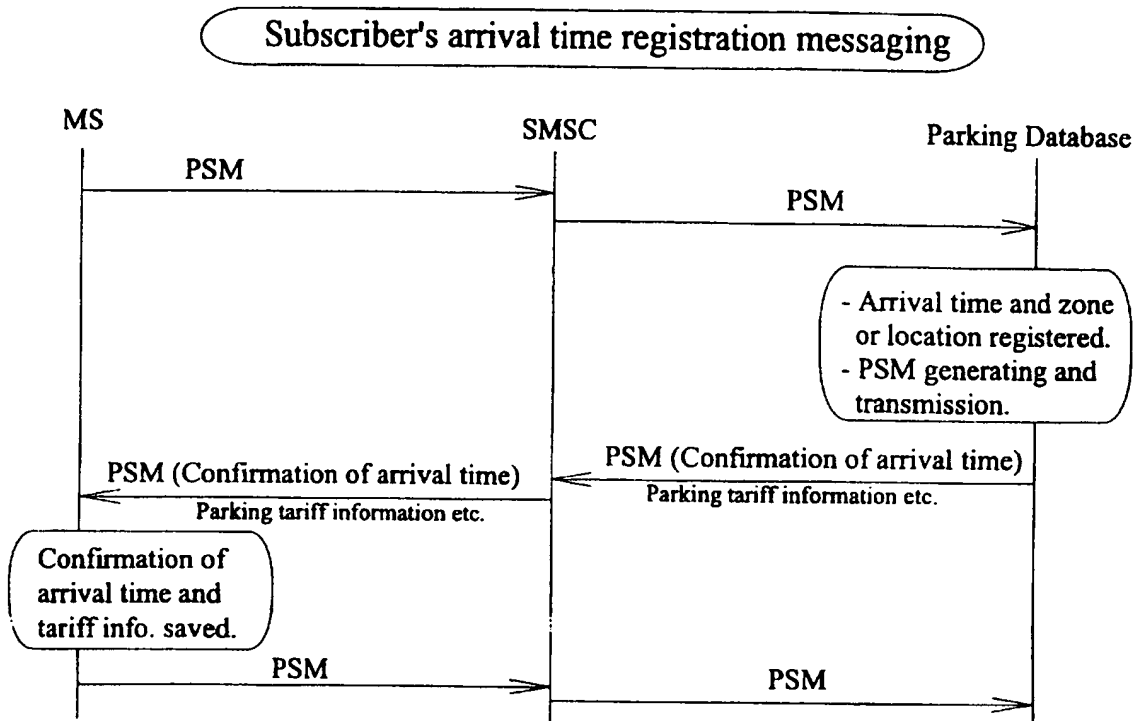 Subscriber's arrival time registration messaging
MS
SMSC
Parking Database
PSM
PSM
- Arrival time and zone
or location registered.
- PSM generating and
transmission.
PSM (Confirmation of arrival time)
Parking tariff information etc.
PSM (Confirmation of arrival time)
Parking tariff information etc.
Confirmation of
arrival time and
tariff info. saved.
PSM
PSM